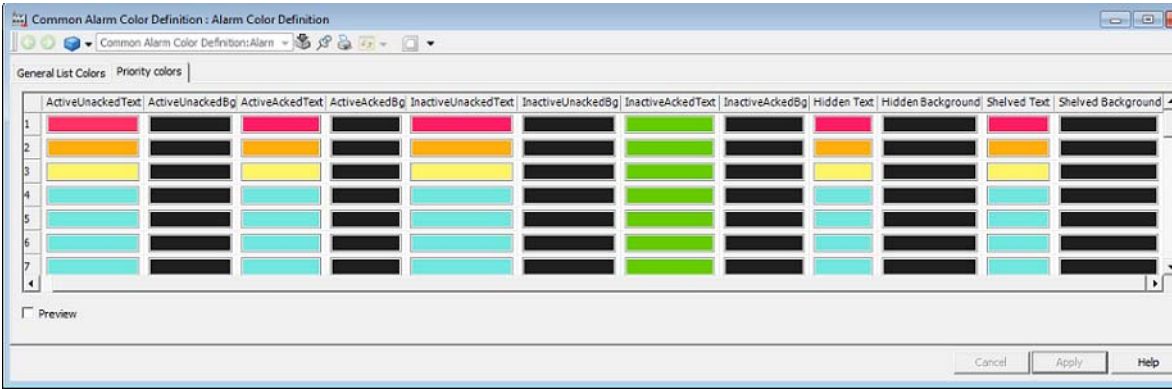 Common Alarm Color Definition : Alarm Color Definition
Common Alarm Color Definition:Alarn
General List Colors Priority colors
ActiveUnackedText ActiveUnackedBg ActiveAckedText ActiveAckedBg InactiveUnackedText InactiveUnackedBg InactiveAckedText InactiveAckedBg Hidden Text Hidden Background Shelved Text Shelved Background
1
2
3
4
5
6
7
Preview
Cancel Apply Help